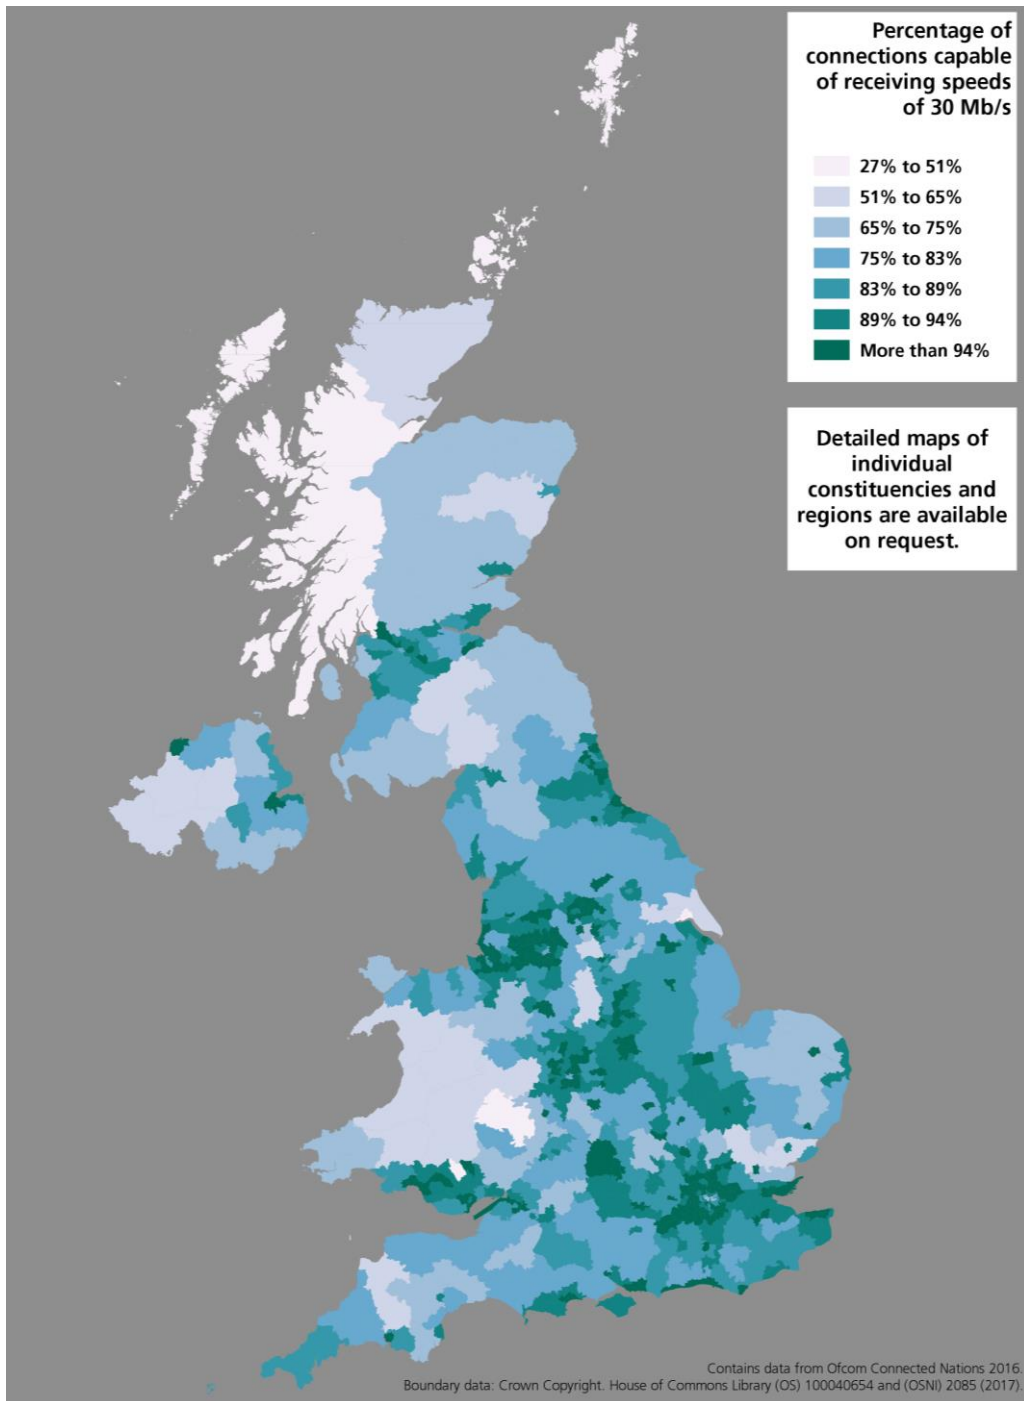 Percentage of
connections capable
of receiving speeds
of 30 Mb/s
27% to 51%
51% to 65%
65% to 75%
75% to 83%
83% to 89%
89% to 94%
More than 94%
Detailed maps of
individual
constituencies and
regions are available
on request.
Contains data from Ofcom Connected Nations 2016.
Boundary data: Crown Copyright. House of Commons Library (OS) 100040654 and (OSNI) 2085 (2017).